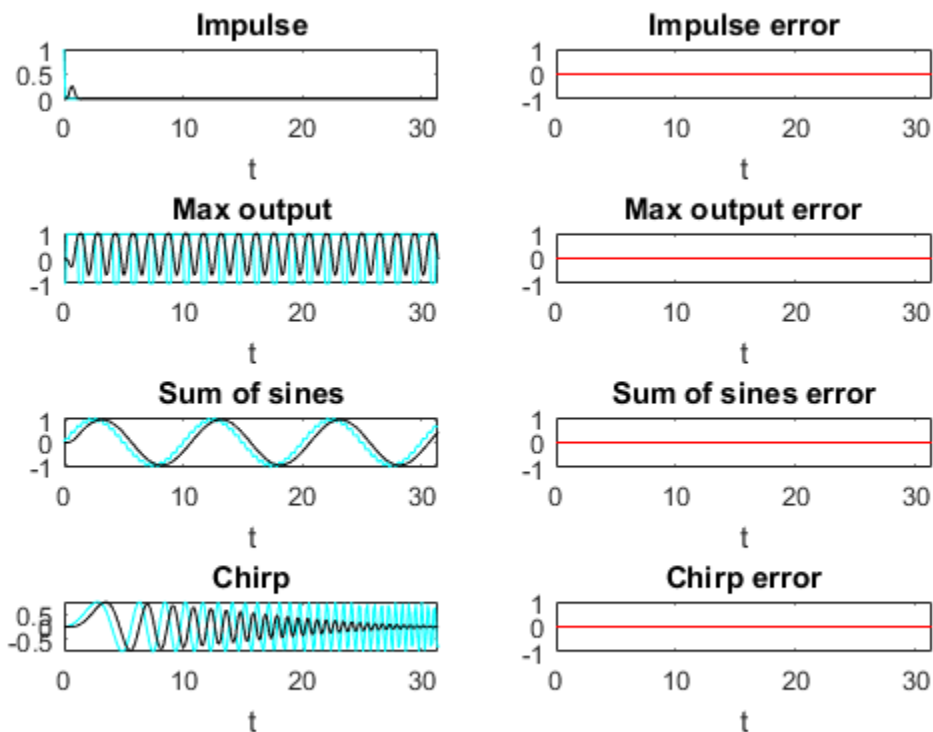 Impulse
1
0.5
0
0 10 20 30
t
Impulse error
1
0
-1
0 10 20 30
t
Max output
1
0
-1
0 10 20 30
t
Max output error
1
0
-1
0 10 20 30
t
Sum of sines
1
0
-1
0 10 20 30
t
Sum of sines error
1
0
-1
0 10 20 30
t
Chirp
0.5
0
-0.5
0 10 20 30
t
Chirp error
1
0
-1
0 10 20 30
t